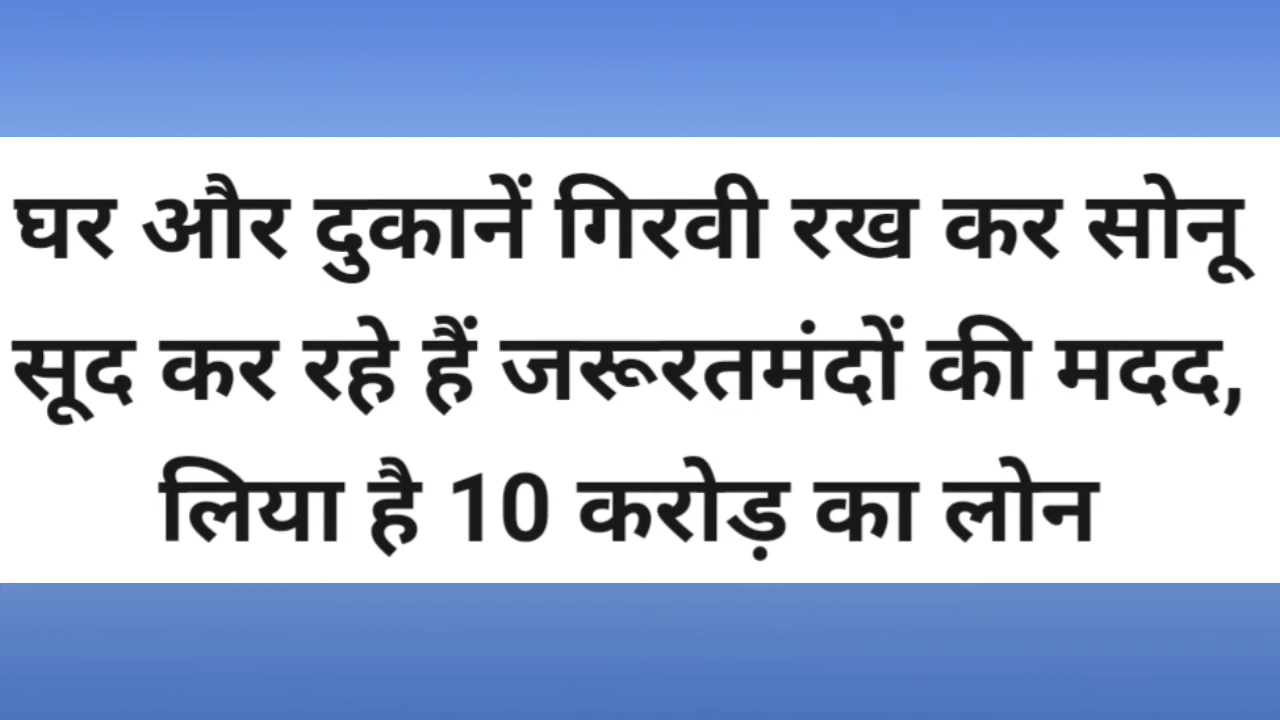 घर और दुकानें गिरवी रख कर सोनू
सूद कर रहे हैं जरूरतमंदों की मदद,
लिया है 10 करोड़ का लोन